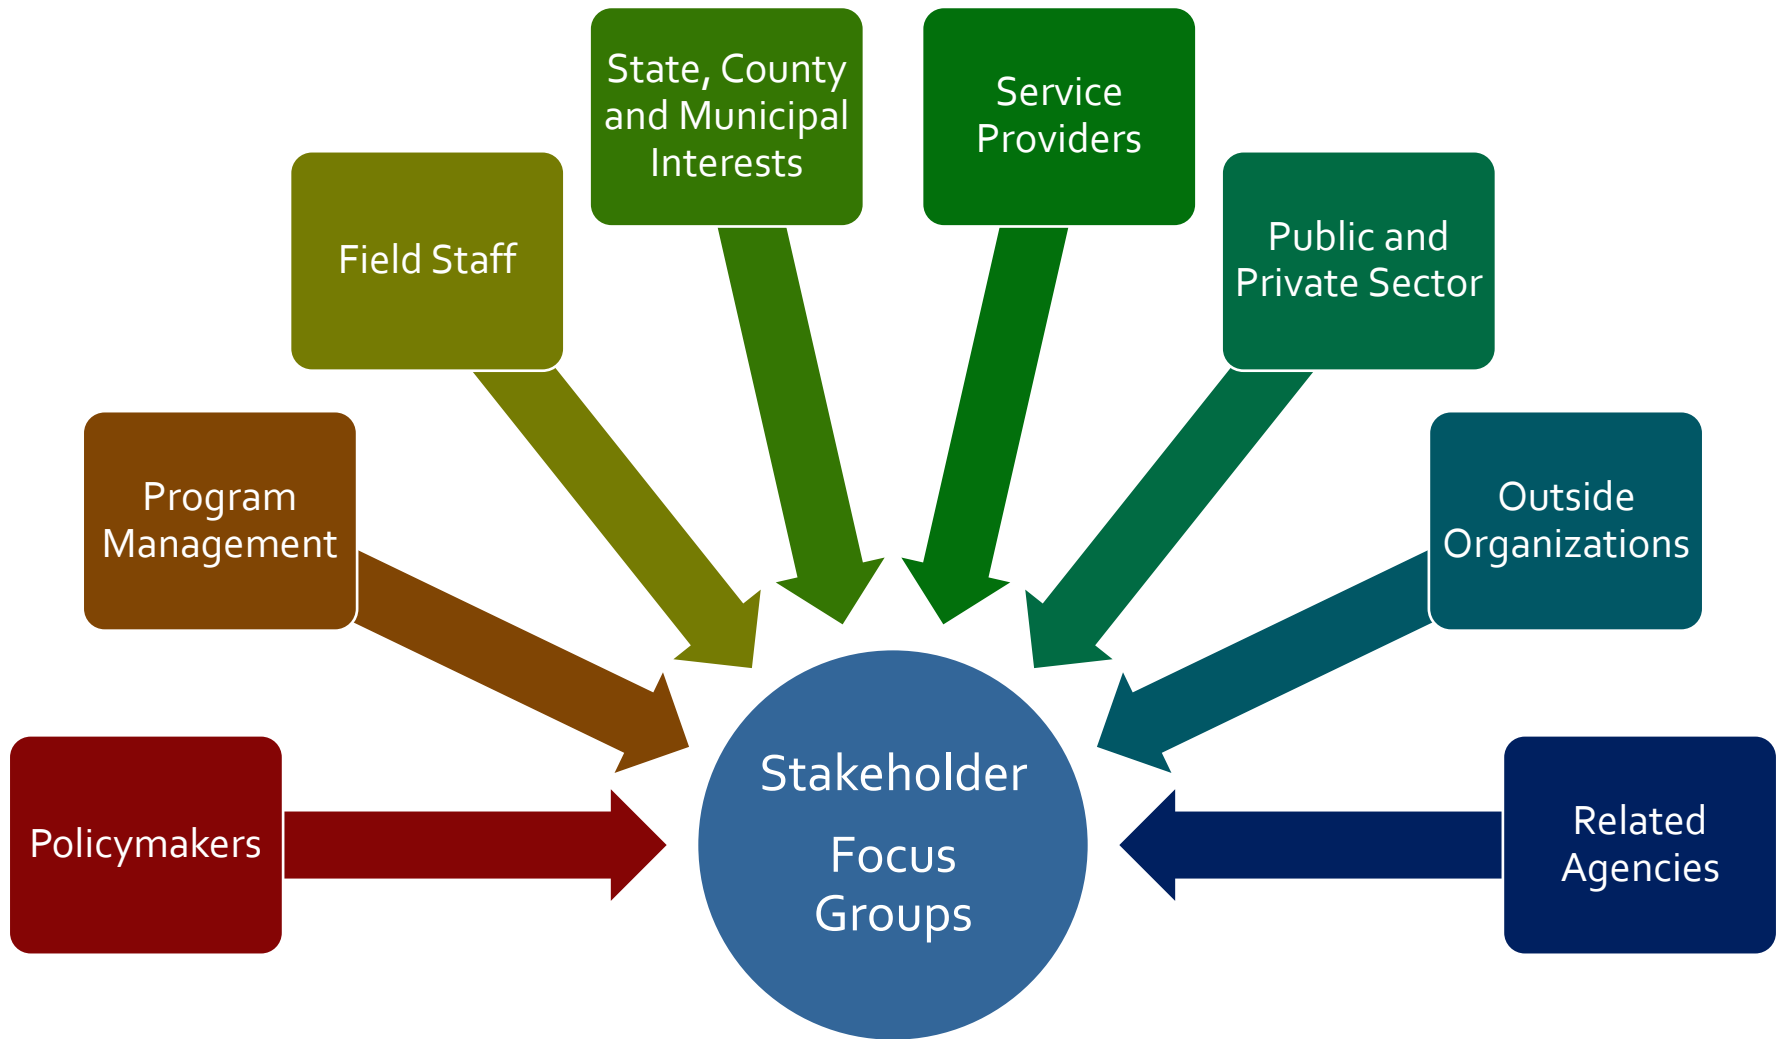 State, County
and Municipal
Interests
Service
Providers
Field Staff
Public and
Private Sector
Program
Management
Outside
Organizations
Policymakers
Stakeholder
Focus
Groups
Related
Agencies